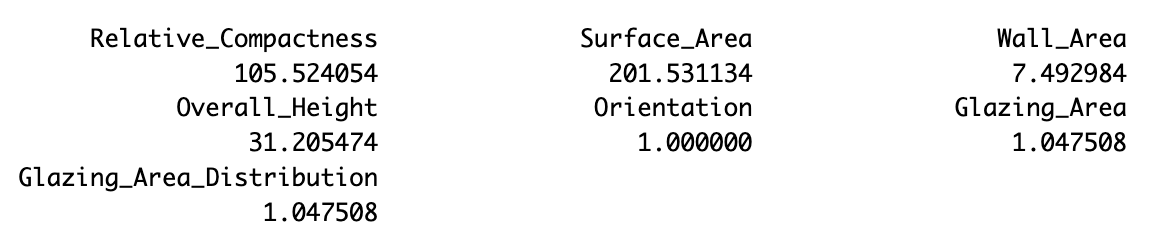 Relative_Compactness Surface_Area Wall_Area
105.524054 201.531134 7.492984
Overall_Height Orientation Glazing_Area
31.205474 1.000000 1.047508
Glazing_Area_Distribution
1.047508